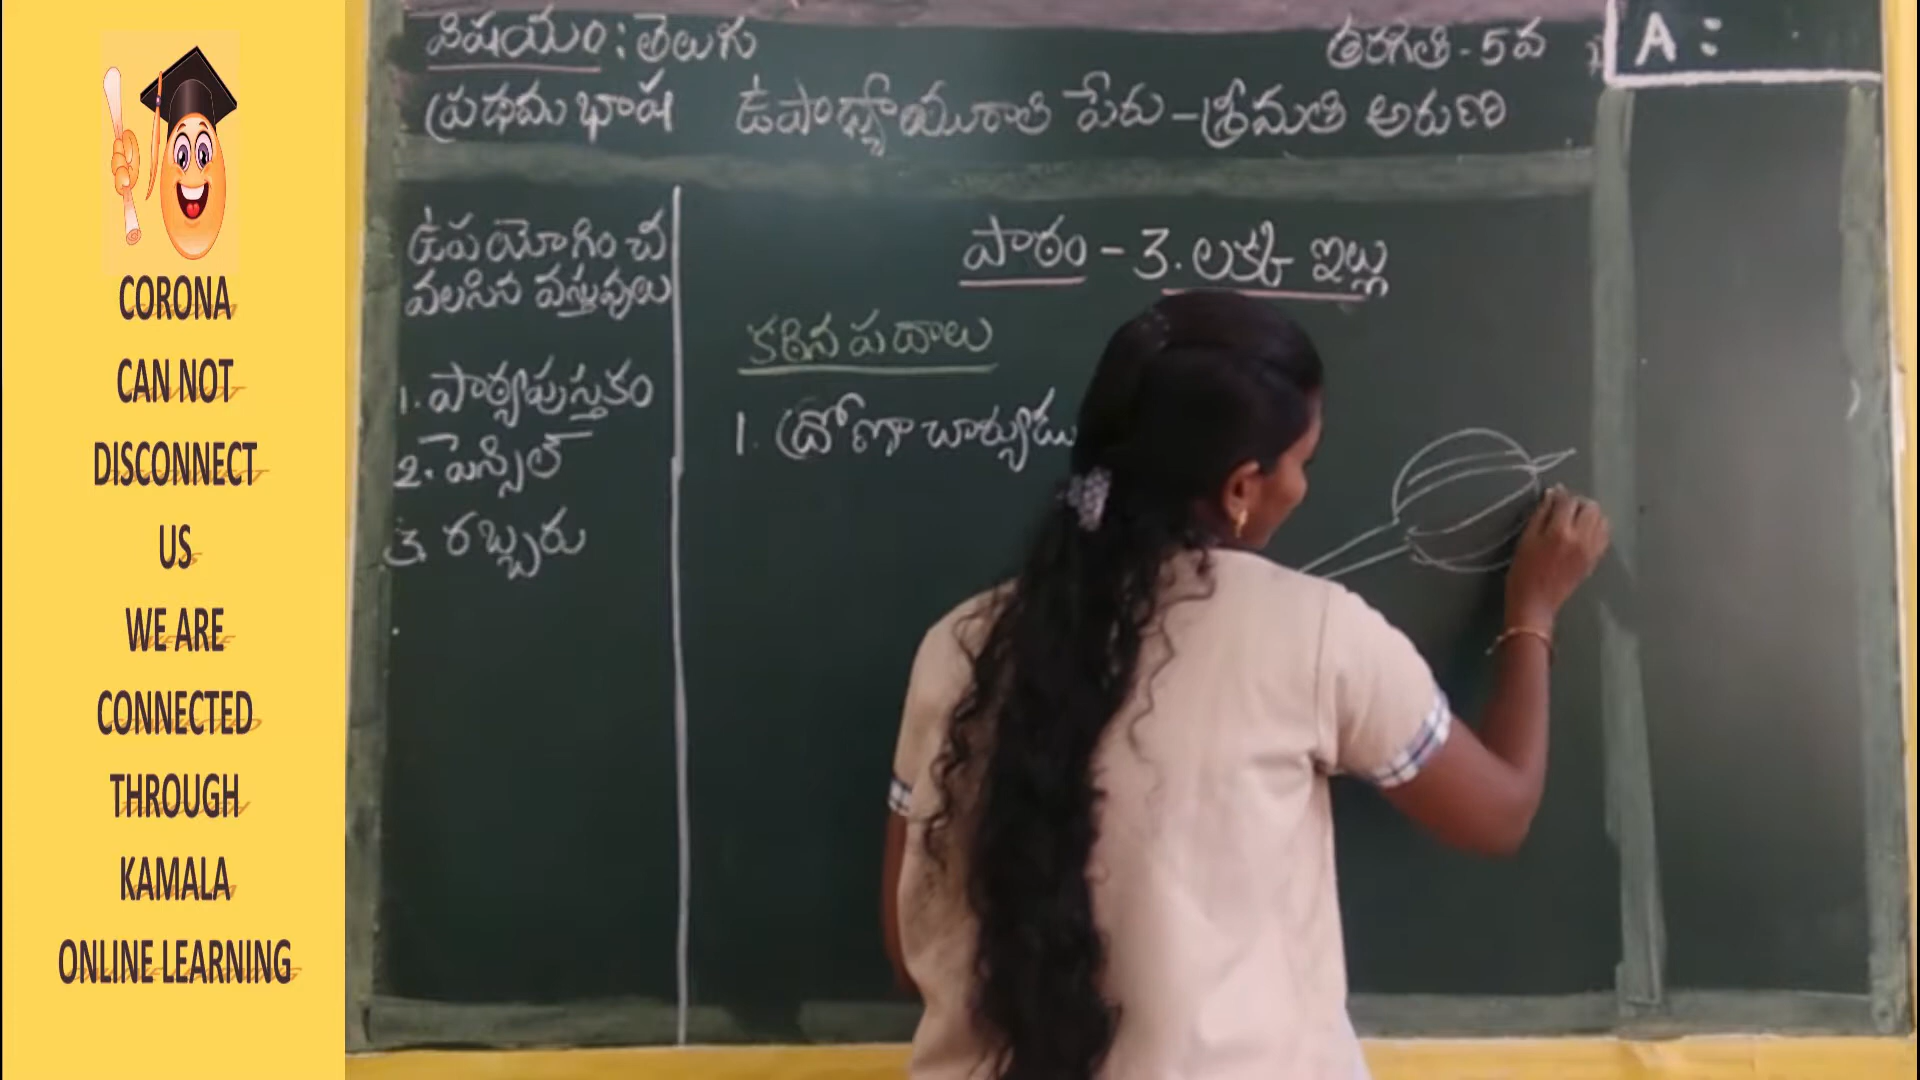 CORONA
CAN NOT
DISCONNECT
US
WE ARE
CONNECTED
THROUGH
KAMALA
ONLINE LEARNING
విషయం : తెలుగు
తరగతి - 5వ
A :
ప్రథమ భాష
ఉపాధ్యాయురాలి పేరు - శ్రీమతి అరుణ
ఉపయోగించ
వలసిన వస్తువులు
1. పాఠ్యపుస్తకం
2. పెన్సిల్
3. రబ్బరు
పాఠం - 3. లక్క ఇల్లు
కఠిన పదాలు
1. ద్రోణాచార్యుడు